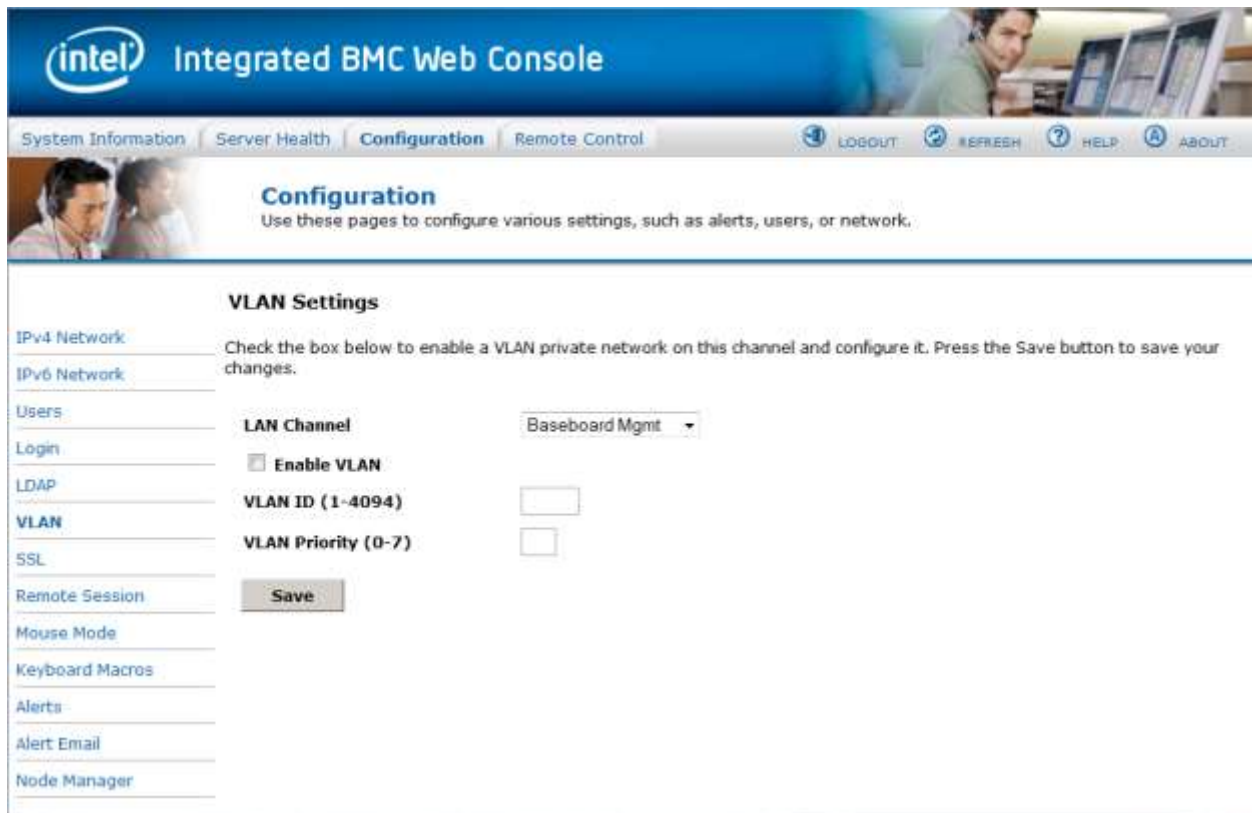 intel Integrated BMC Web Console
System Information Server Health Configuration Remote Control LOGOUT REFRESH HELP ABOUT
Configuration
Use these pages to configure various settings, such as alerts, users, or network.
IPv4 Network
IPv6 Network
Users
Login
LDAP
VLAN
SSL
Remote Session
Mouse Mode
Keyboard Macros
Alerts
Alert Email
Node Manager
VLAN Settings
Check the box below to enable a VLAN private network on this channel and configure it. Press the Save button to save your
changes.
LAN Channel Baseboard Mgmt
Enable VLAN
VLAN ID (1-4094)
VLAN Priority (0-7)
Save